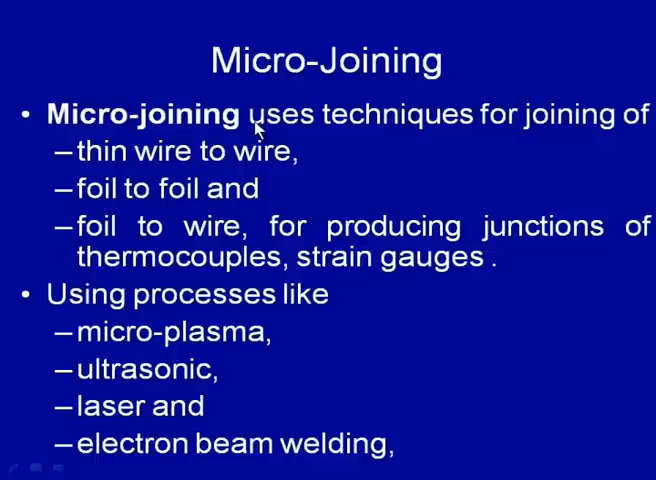 Micro-Joining
• Micro-joining uses techniques for joining of
– thin wire to wire,
– foil to foil and
– foil to wire, for producing junctions of
thermocouples, strain gauges .
• Using processes like
– micro-plasma,
– ultrasonic,
– laser and
– electron beam welding,